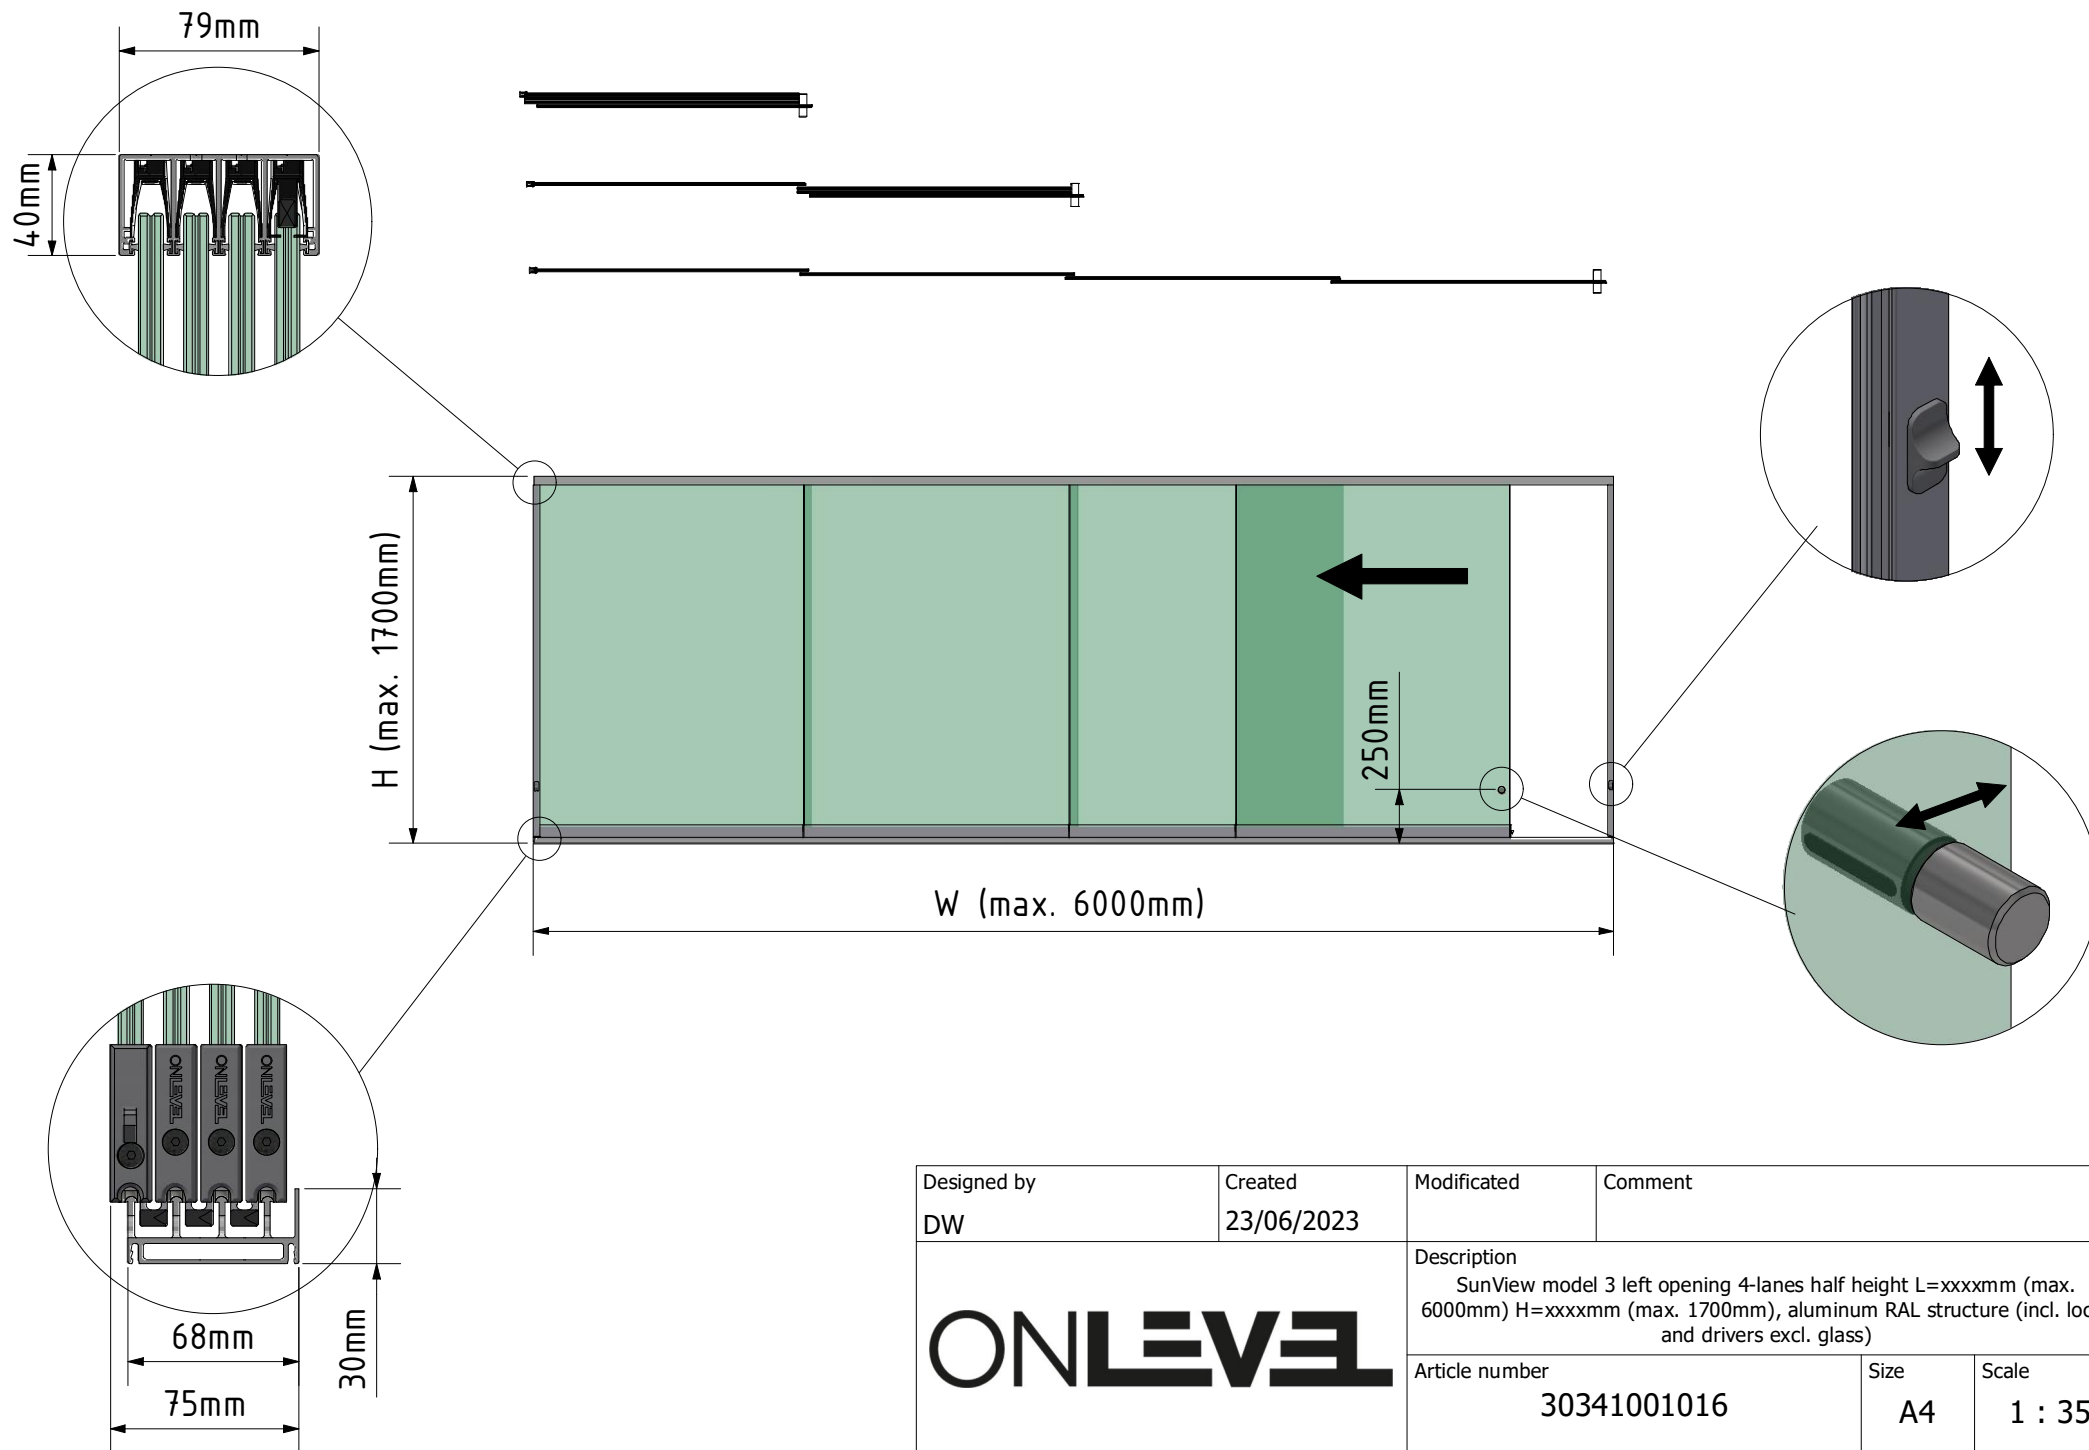 79mm
40mm
H (max. 1700mm)
250mm
W (max. 6000mm)
ONLEVEL
ONLEVEL
ONLEVEL
30mm
68mm
75mm
Designed by
DW
Created
23/06/2023
Modificated
Comment
ONLEVEL
Description
SunView model 3 left opening 4-lanes half height L=xxxxmm (max.
6000mm) H=xxxxmm (max. 1700mm), aluminum RAL structure (incl. loc
and drivers excl. glass)
Article number
30341001016
Size
A4
Scale
1 : 35